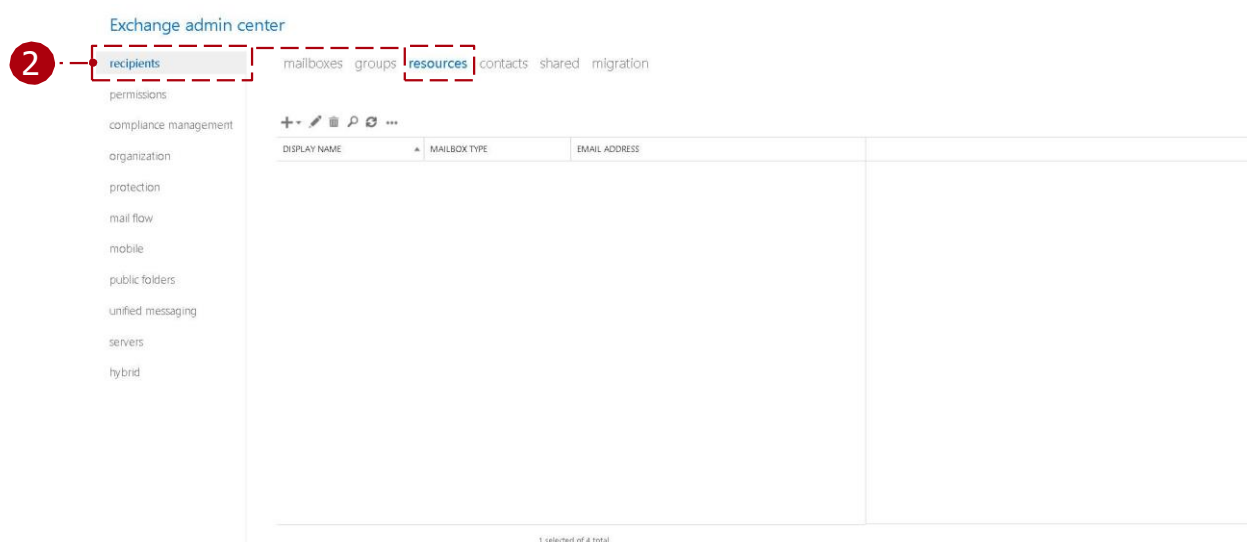 Exchange admin center
2
recipients
mailboxes groups resources contacts shared migration
permissions
compliance management
DISPLAY NAME MAILBOX TYPE EMAIL ADDRESS
organization
protection
mail flow
mobile
public folders
unified messaging
servers
hybrid
1 selected of 4 total